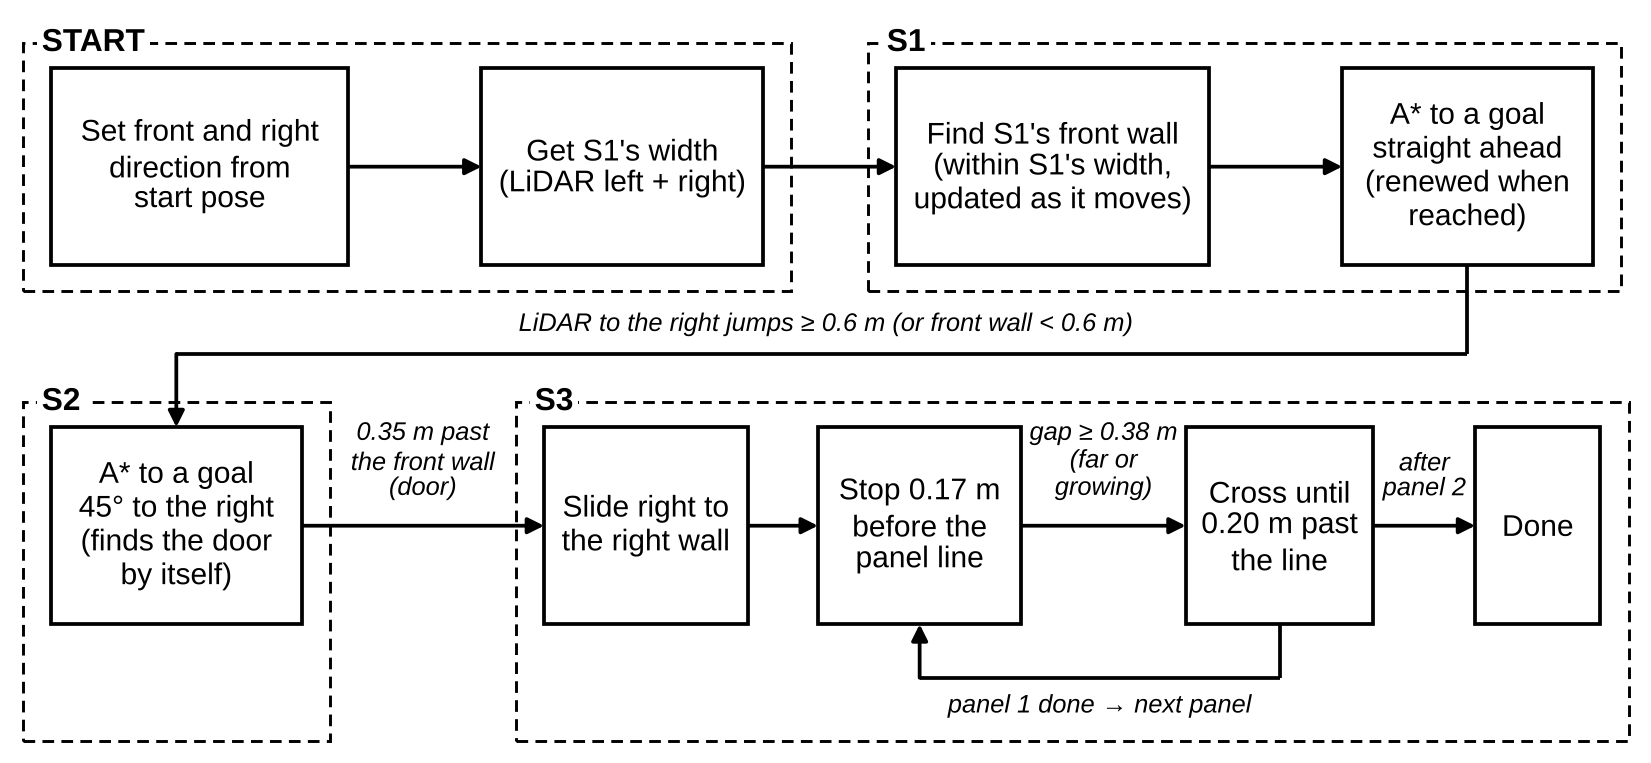 START
Set front and right
direction from
start pose
Get S1's width
(LiDAR left + right)
S1
Find S1's front wall
(within S1's width,
updated as it moves)
A* to a goal
straight ahead
(renewed when
reached)
LiDAR to the right jumps ≥ 0.6 m (or front wall < 0.6 m)
S2
A* to a goal
45° to the right
(finds the door
by itself)
0.35 m past
the front wall
(door)
S3
Slide right to
the right wall
Stop 0.17 m
before the
panel line
gap ≥ 0.38 m
(far or
growing)
Cross until
0.20 m past
the line
after
panel 2
Done
panel 1 done → next panel